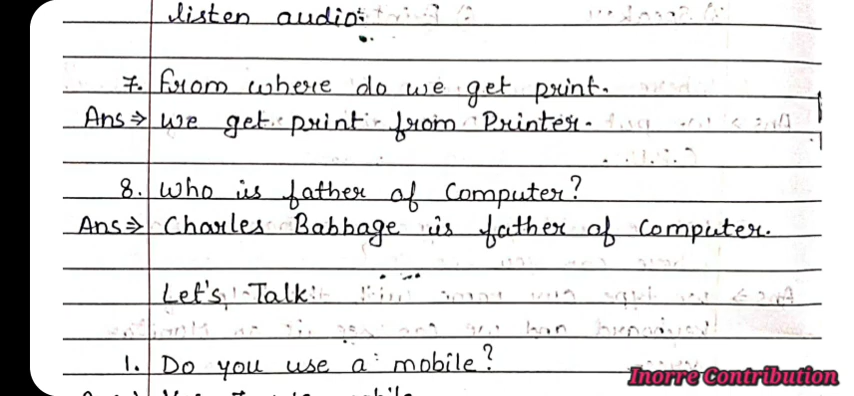 listen audio.
7. From where do we get print.
Ans ⇒ we get print from Printer.
8. Who is father of Computer?
Ans ⇒ Charles Babbage is father of Computer.
Let's Talk:
1. Do you use a mobile?
Inorre Contribution